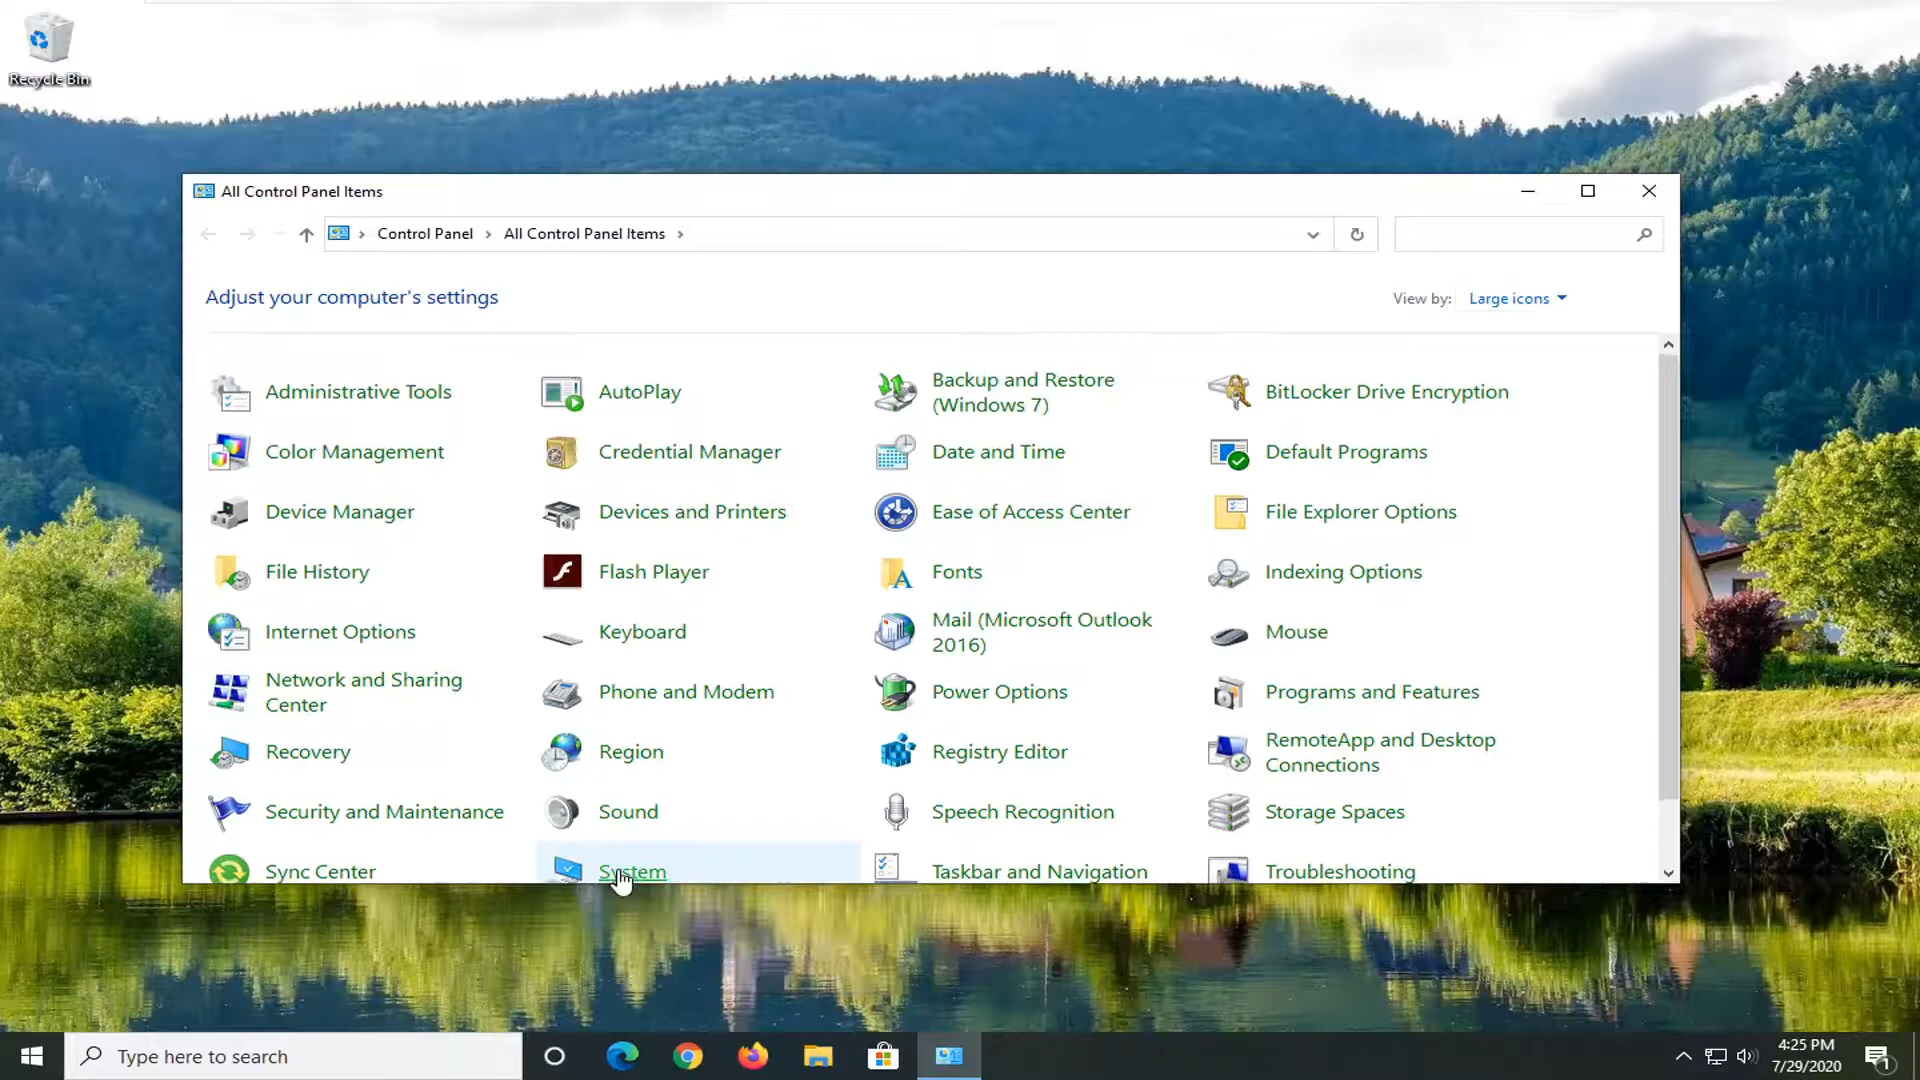 Recycle Bin
All Control Panel Items
Control Panel
All Control Panel Items
Adjust your computer's settings
View by:
Large icons
Administrative Tools
AutoPlay
Backup and Restore
(Windows 7)
BitLocker Drive Encryption
Color Management
Credential Manager
Date and Time
Default Programs
Device Manager
Devices and Printers
Ease of Access Center
File Explorer Options
File History
Flash Player
Fonts
Indexing Options
Internet Options
Keyboard
Mail (Microsoft Outlook
2016)
Mouse
Network and Sharing
Center
Phone and Modem
Power Options
Programs and Features
Recovery
Region
Registry Editor
RemoteApp and Desktop
Connections
Security and Maintenance
Sound
Speech Recognition
Storage Spaces
Sync Center
System
Taskbar and Navigation
Troubleshooting
Type here to search
4:25 PM
7/29/2020
1